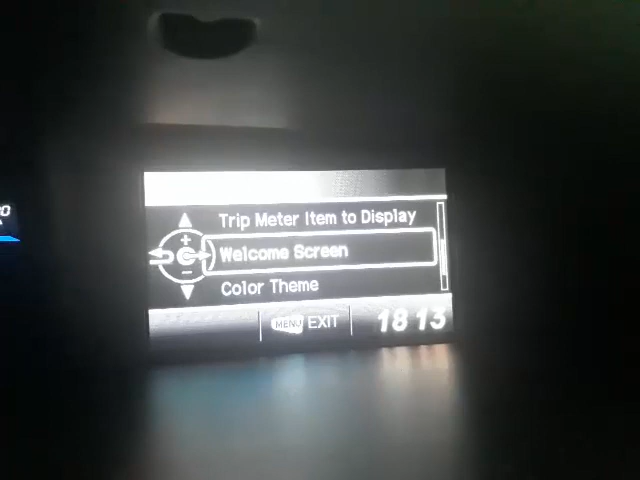 Trip Meter Item to Display
+
Welcome Screen
−
Color Theme
MENU EXIT
18 13